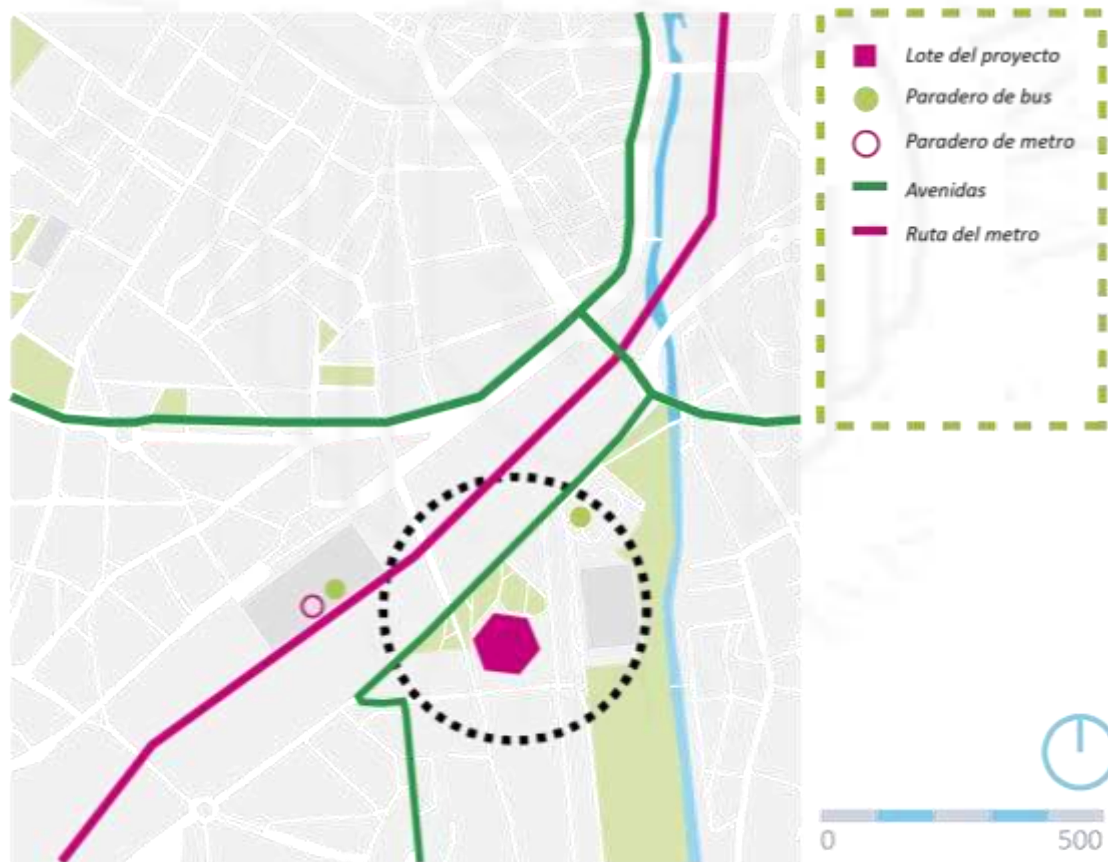 Lote del proyecto
Paradero de bus
Paradero de metro
Avenidas
Ruta del metro
0 500